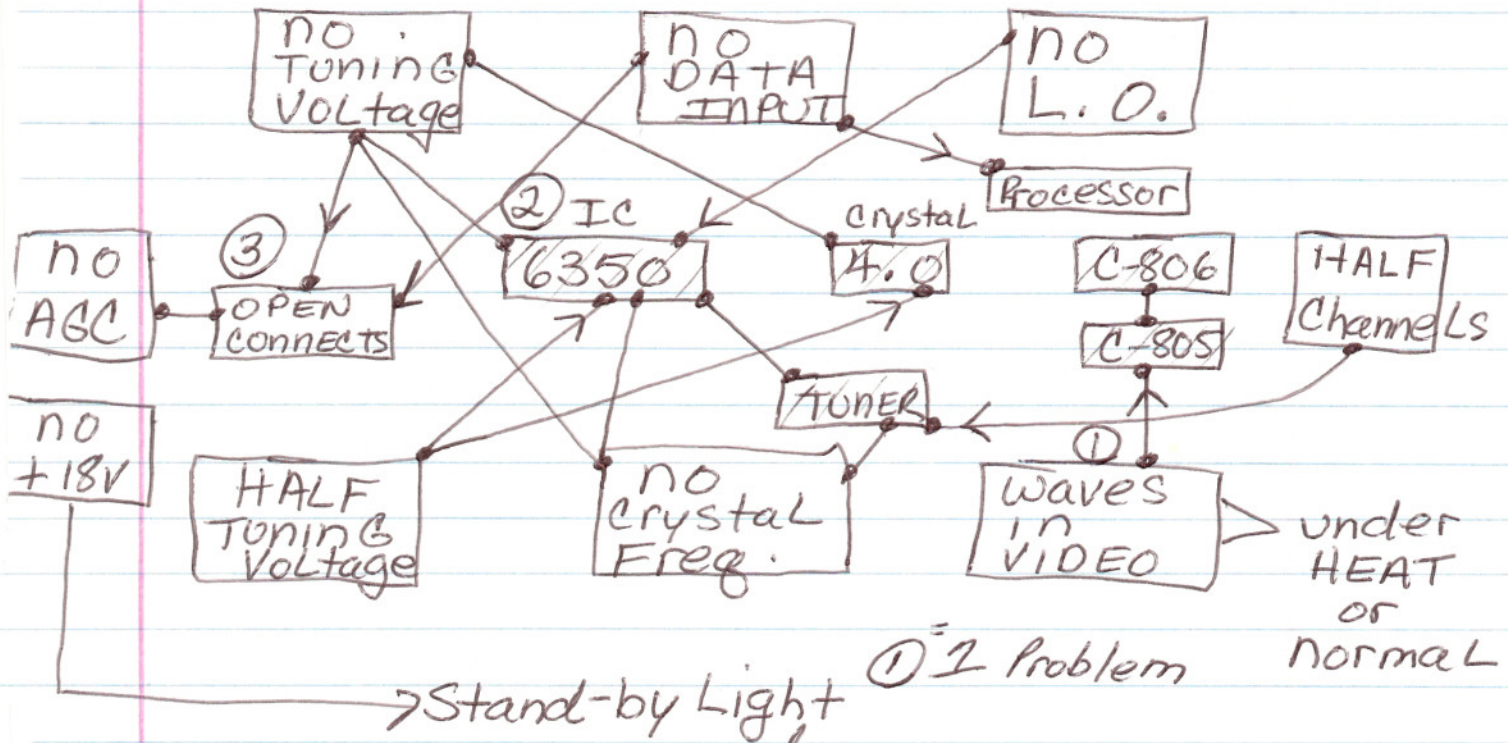 no
TUNING
VOLtage
no
DATA
INPUT
no
L.O.
Processor
② IC
6350
CrystaL
4.0
C-806
C-805
HALF
ChanneLs
no
AGC
③
OPEN
CONNECTS
TUNER
no
+18V
HALF
TUNING
VoLtage
no
CrystaL
Freq.
①
waves
in
VIDEO
under
HEAT
or
normaL
①=1 Problem
Stand-by Light